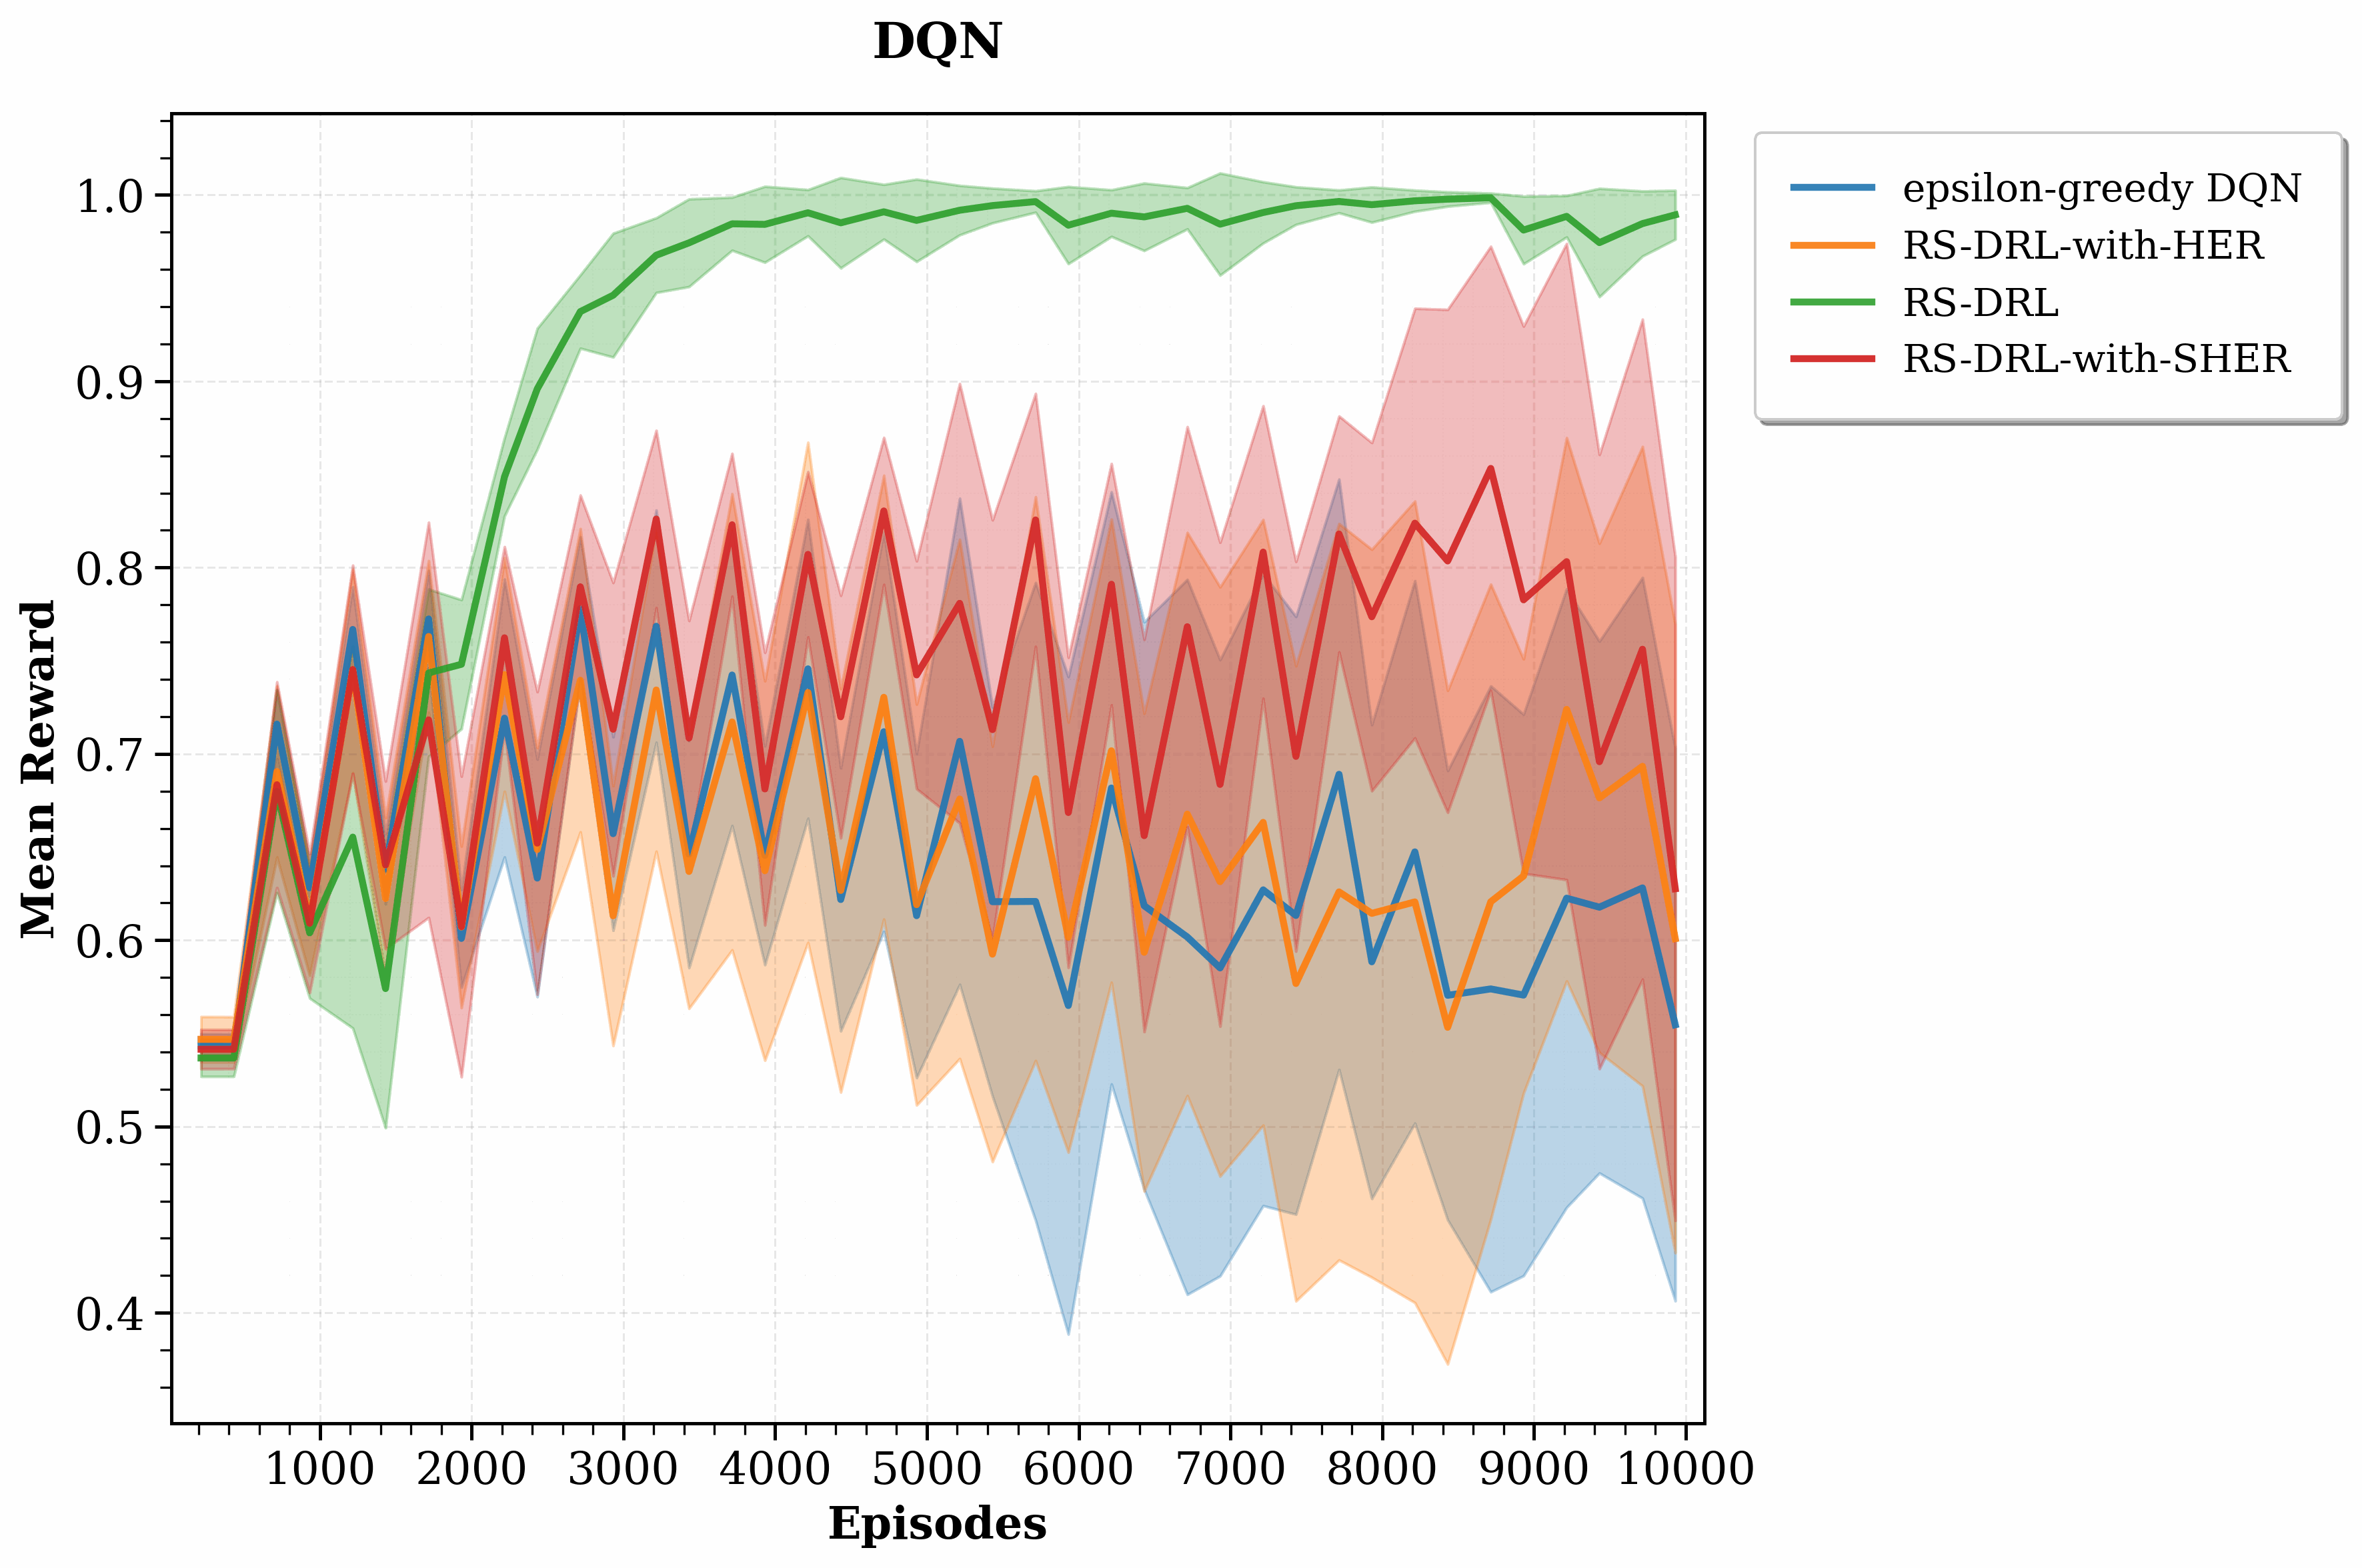 DQN
epsilon-greedy DQN
RS-DRL-with-HER
RS-DRL
RS-DRL-with-SHER
Mean Reward
1.0
0.9
0.8
0.7
0.6
0.5
0.4
1000 2000 3000 4000 5000 6000 7000 8000 9000 10000
Episodes